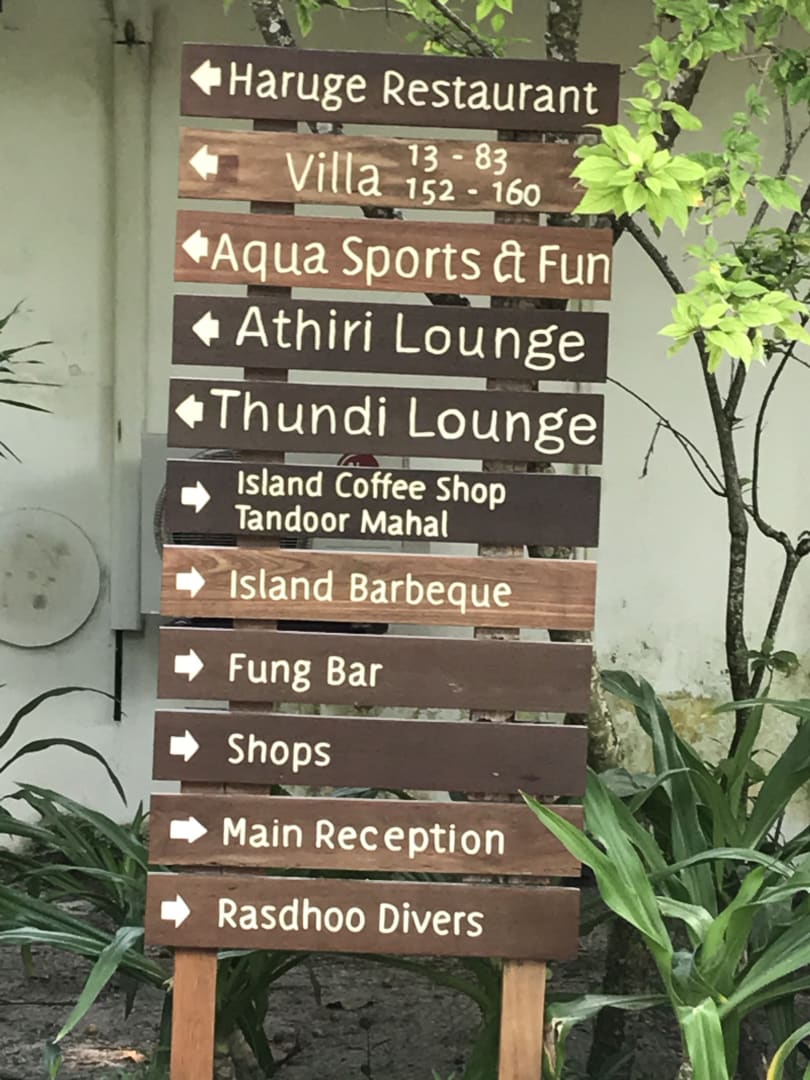 Haruge Restaurant
Villa 13 - 83
152 - 160
Aqua Sports & Fun
Athiri Lounge
Thundi Lounge
Island Coffee Shop
Tandoor Mahal
Island Barbeque
Fung Bar
Shops
Main Reception
Rasdhoo Divers